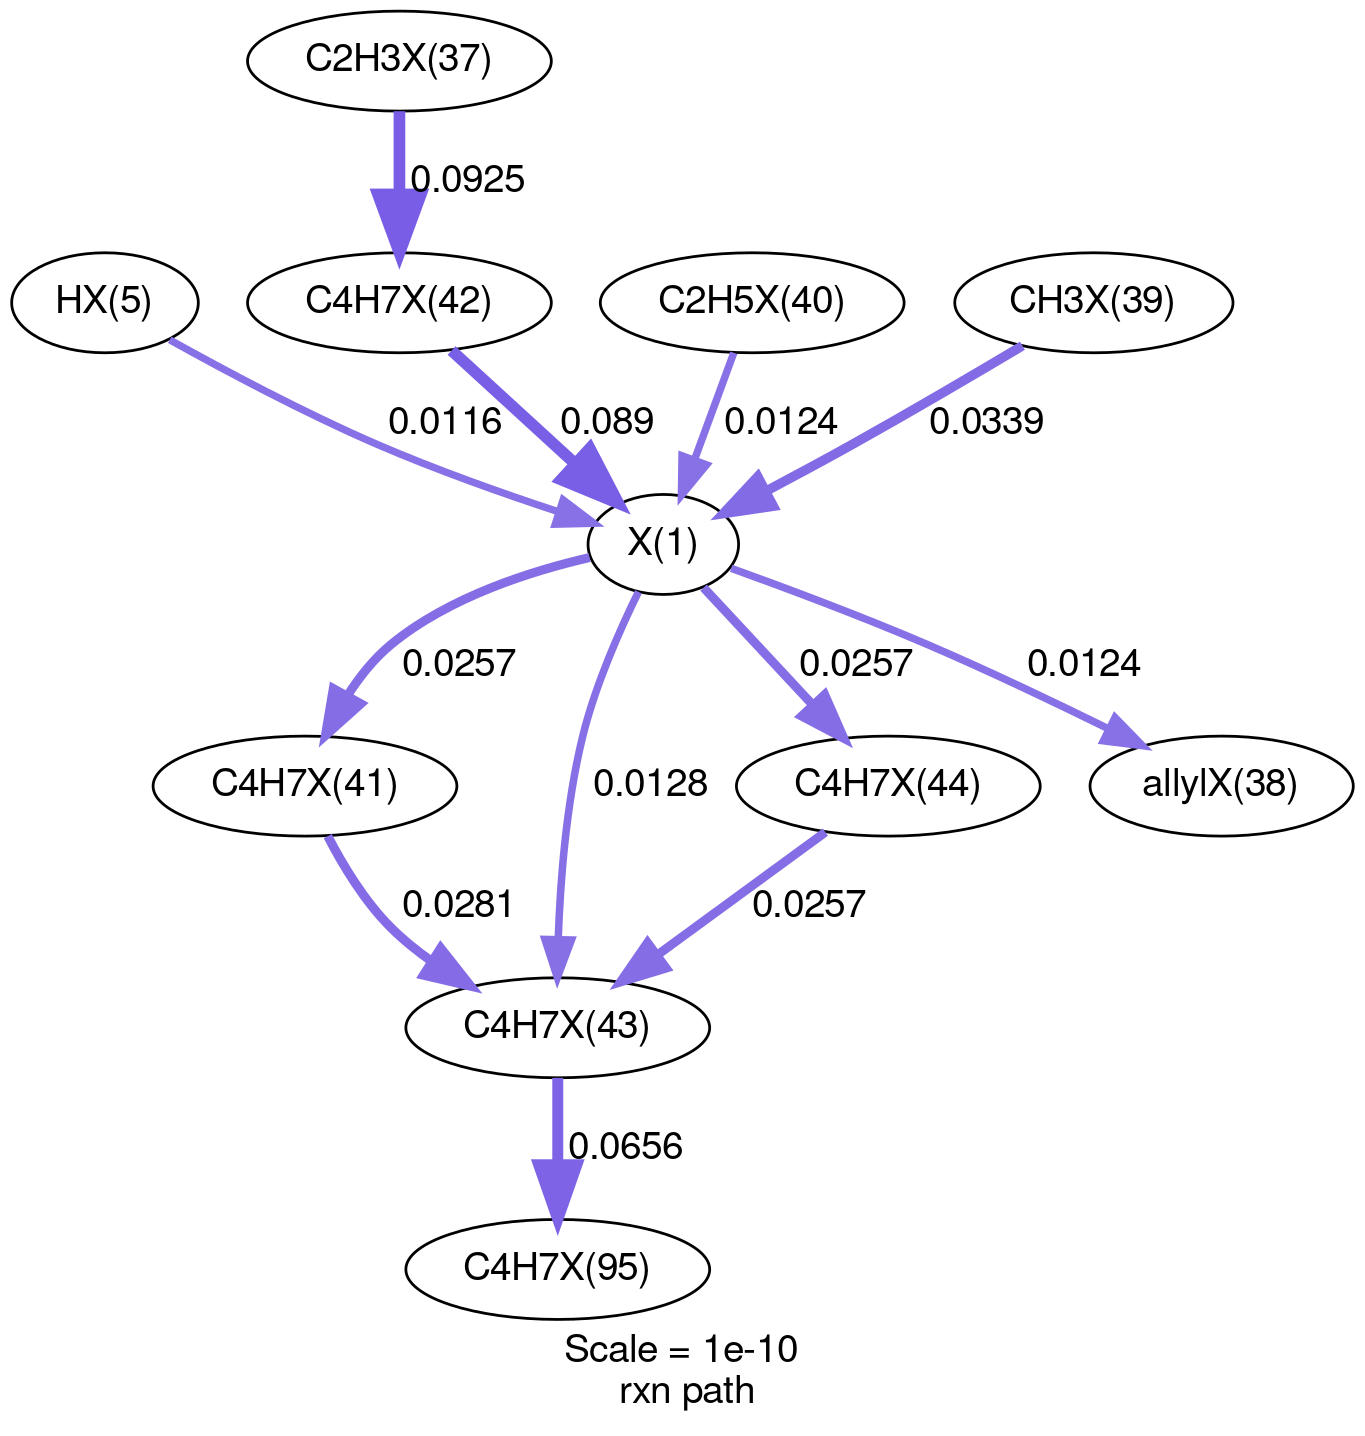 C2H3X(37)
0.0925
HX(5)
C4H7X(42)
C2H5X(40)
CH3X(39)
0.0116
0.089
0.0124
0.0339
X(1)
0.0257
0.0128
0.0257
0.0124
C4H7X(41)
C4H7X(44)
allylX(38)
0.0281
0.0257
C4H7X(43)
0.0656
C4H7X(95)
Scale = 1e-10
rxn path